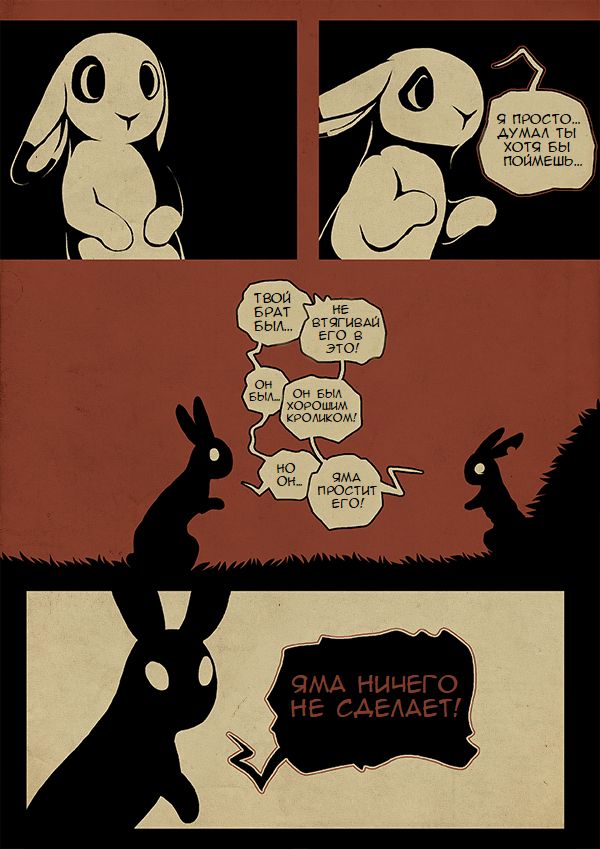 Я ПРОСТО...
ДУМАЛ ТЫ
ХОТЯ БЫ
ПОЙМЕШЬ...
ТВОЙ
БРАТ
БЫЛ...
НЕ
ВТЯГИВАЙ
ЕГО В
ЭТО!
ОН
БЫЛ...
ОН БЫЛ
ХОРОШИМ
КРОЛИКОМ!
НО
ОН...
ЯМА
ПРОСТИТ
ЕГО!
ЯМА НИЧЕГО
НЕ СДЕЛАЕТ!